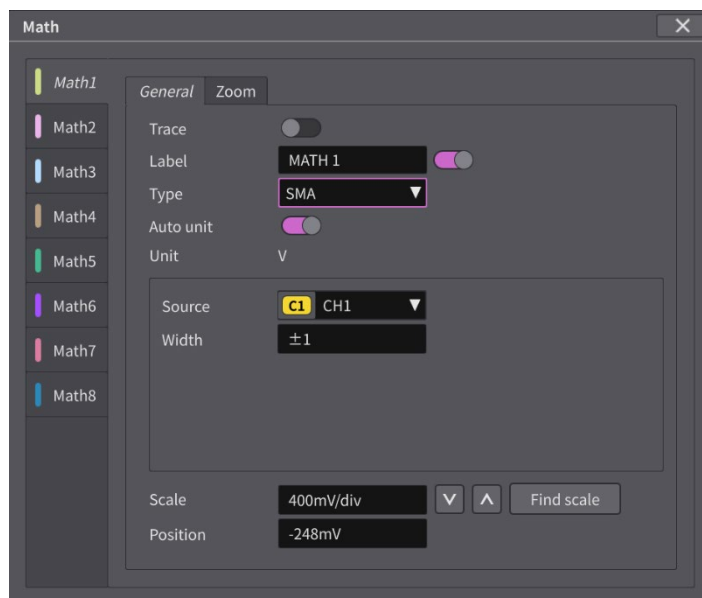 Math
Math1
Math2
Math3
Math4
Math5
Math6
Math7
Math8
General Zoom
Trace
Label MATH 1
Type SMA
Auto unit
Unit V
Source C1 CH1
Width ±1
Scale 400mV/div Find scale
Position -248mV